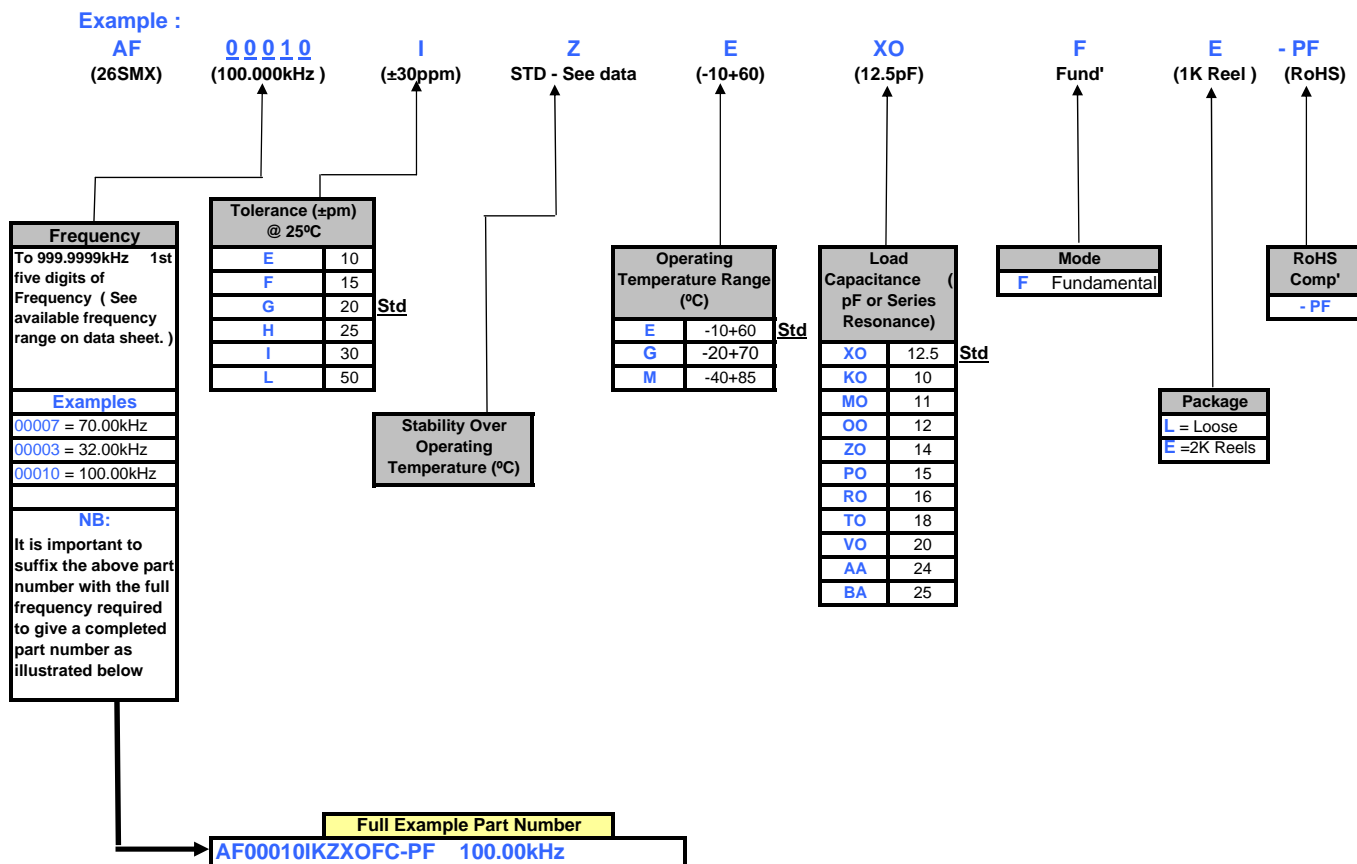 Example :
AF 0 0 0 1 0 I Z E XO F E - PF
(26SMX) (100.000kHz ) (±30ppm) STD - See data (-10+60) (12.5pF) Fund' (1K Reel ) (RoHS)
Frequency
To 999.9999kHz 1st
five digits of
Frequency ( See
available frequency
range on data sheet. )
Examples
00007 = 70.00kHz
00003 = 32.00kHz
00010 = 100.00kHz
NB:
It is important to
suffix the above part
number with the full
frequency required
to give a completed
part number as
illustrated below
Tolerance (±pm)
@ 25ºC
E 10
F 15
G 20 Std
H 25
I 30
L 50
Stability Over
Operating
Temperature (ºC)
Operating
Temperature Range
(ºC)
E -10+60 Std
G -20+70
M -40+85
Load
Capacitance (
pF or Series
Resonance)
XO 12.5 Std
KO 10
MO 11
OO 12
ZO 14
PO 15
RO 16
TO 18
VO 20
AA 24
BA 25
Mode
F Fundamental
Package
L = Loose
E =2K Reels
RoHS
Comp'
- PF
Full Example Part Number
AF00010IKZXOFC-PF 100.00kHz